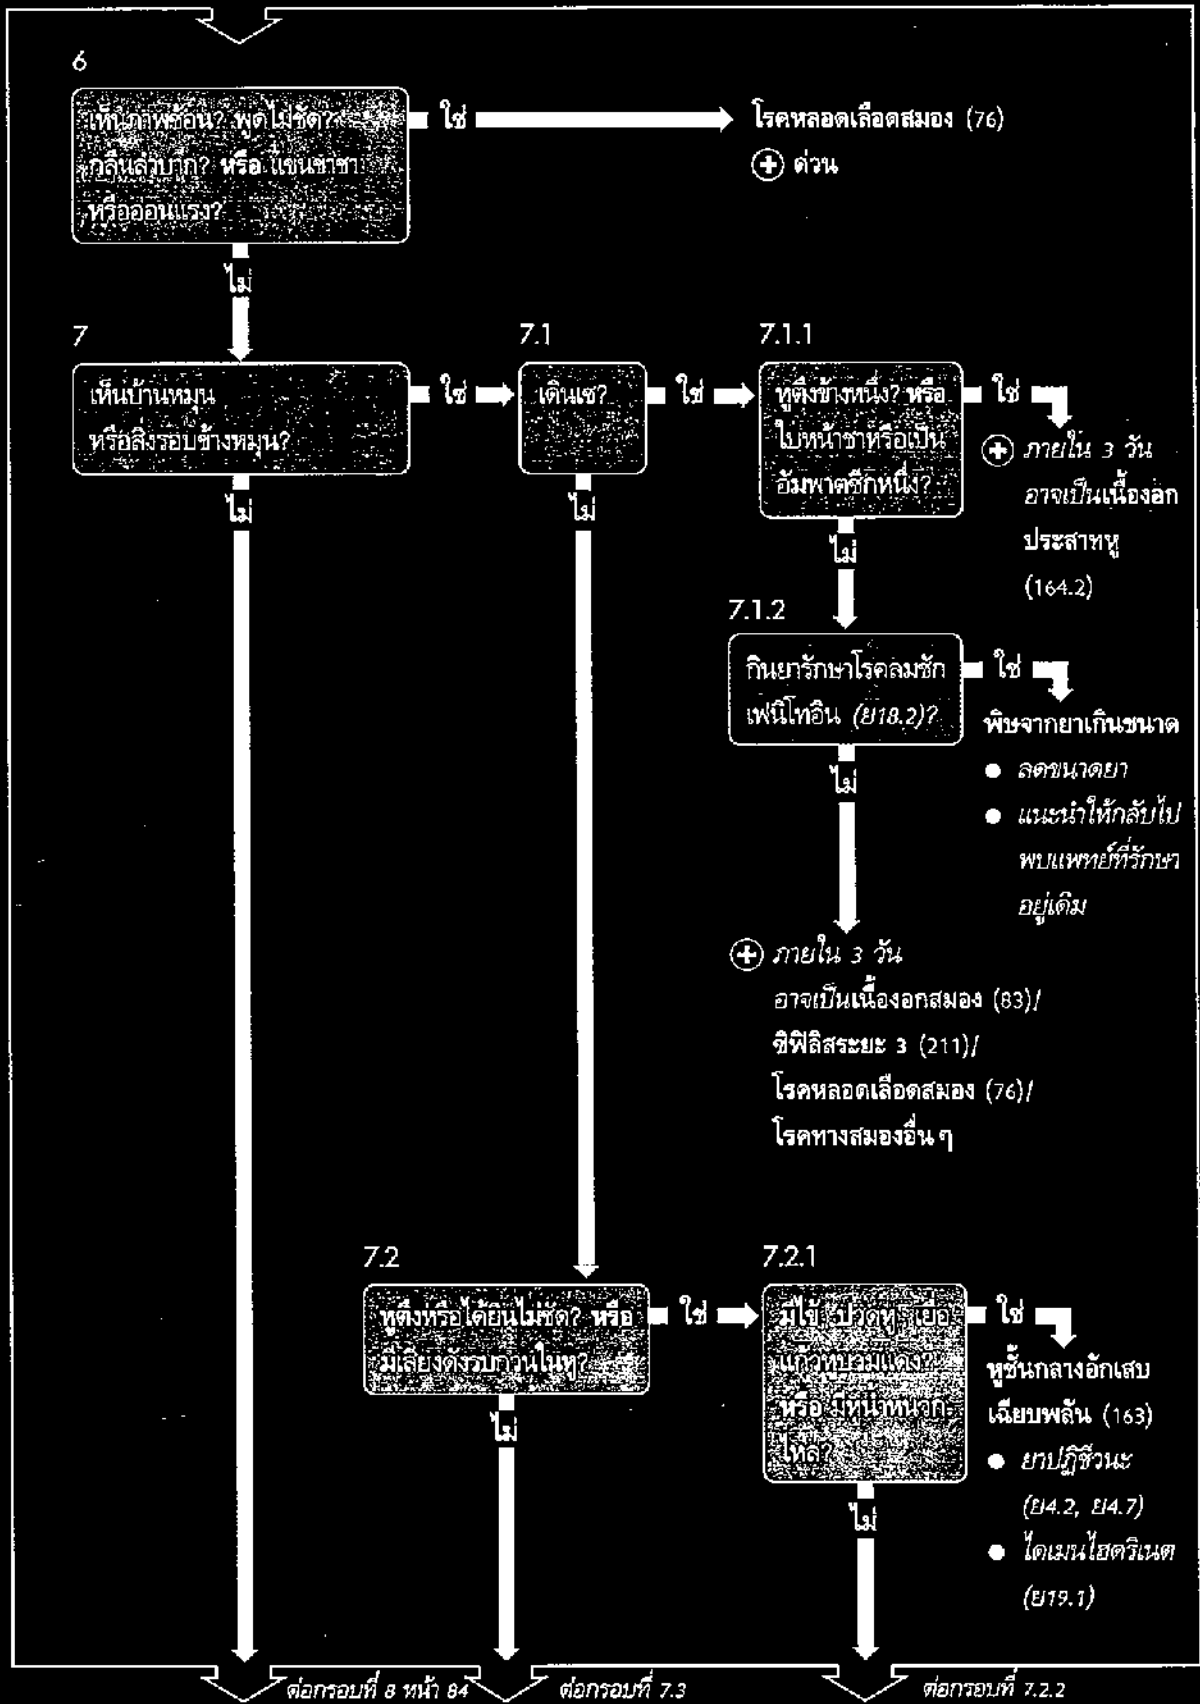 6
เห็นภาพซ้อน? พูดไม่ชัด?
กลืนลำบาก? หรือ แขนขาชา
หรืออ่อนแรง?
ใช่
โรคหลอดเลือดสมอง (76)
ด่วน
ไม่
7
เห็นบ้านหมุน
หรือสิ่งรอบข้างหมุน?
ใช่
7.1
เดินเซ?
ใช่
7.1.1
หูตึงข้างหนึ่ง? หรือ
ใบหน้าชาหรือเป็น
อัมพาตซีกหนึ่ง?
ใช่
ภายใน 3 วัน
อาจเป็นเนื้องอก
ประสาทหู
(164.2)
ไม่
ไม่
ไม่
7.1.2
กินยารักษาโรคลมชัก
เฟนิโทอิน (ย18.2)?
ใช่
พิษจากยาเกินขนาด
● ลดขนาดยา
● แนะนำให้กลับไป
พบแพทย์ที่รักษา
อยู่เดิม
ไม่
ภายใน 3 วัน
อาจเป็นเนื้องอกสมอง (83)/
ซิฟิลิสระยะ 3 (211)/
โรคหลอดเลือดสมอง (76)/
โรคทางสมองอื่น ๆ
7.2
หูตึงหรือได้ยินไม่ชัด? หรือ
มีเสียงดังรบกวนในหู?
ใช่
7.2.1
มีไข้ ปวดหู เยื่อ
แก้วหูบวมแดง?
หรือ มีหนองหนวก
ไหล?
ใช่
หูชั้นกลางอักเสบ
เฉียบพลัน (163)
● ยาปฏิชีวนะ
(ย4.2, ย4.7)
● ไดเมนไฮดริเนต
(ย19.1)
ไม่
ไม่
ต่อกรอบที่ 8 หน้า 84
ต่อกรอบที่ 7.3
ต่อกรอบที่ 7.2.2